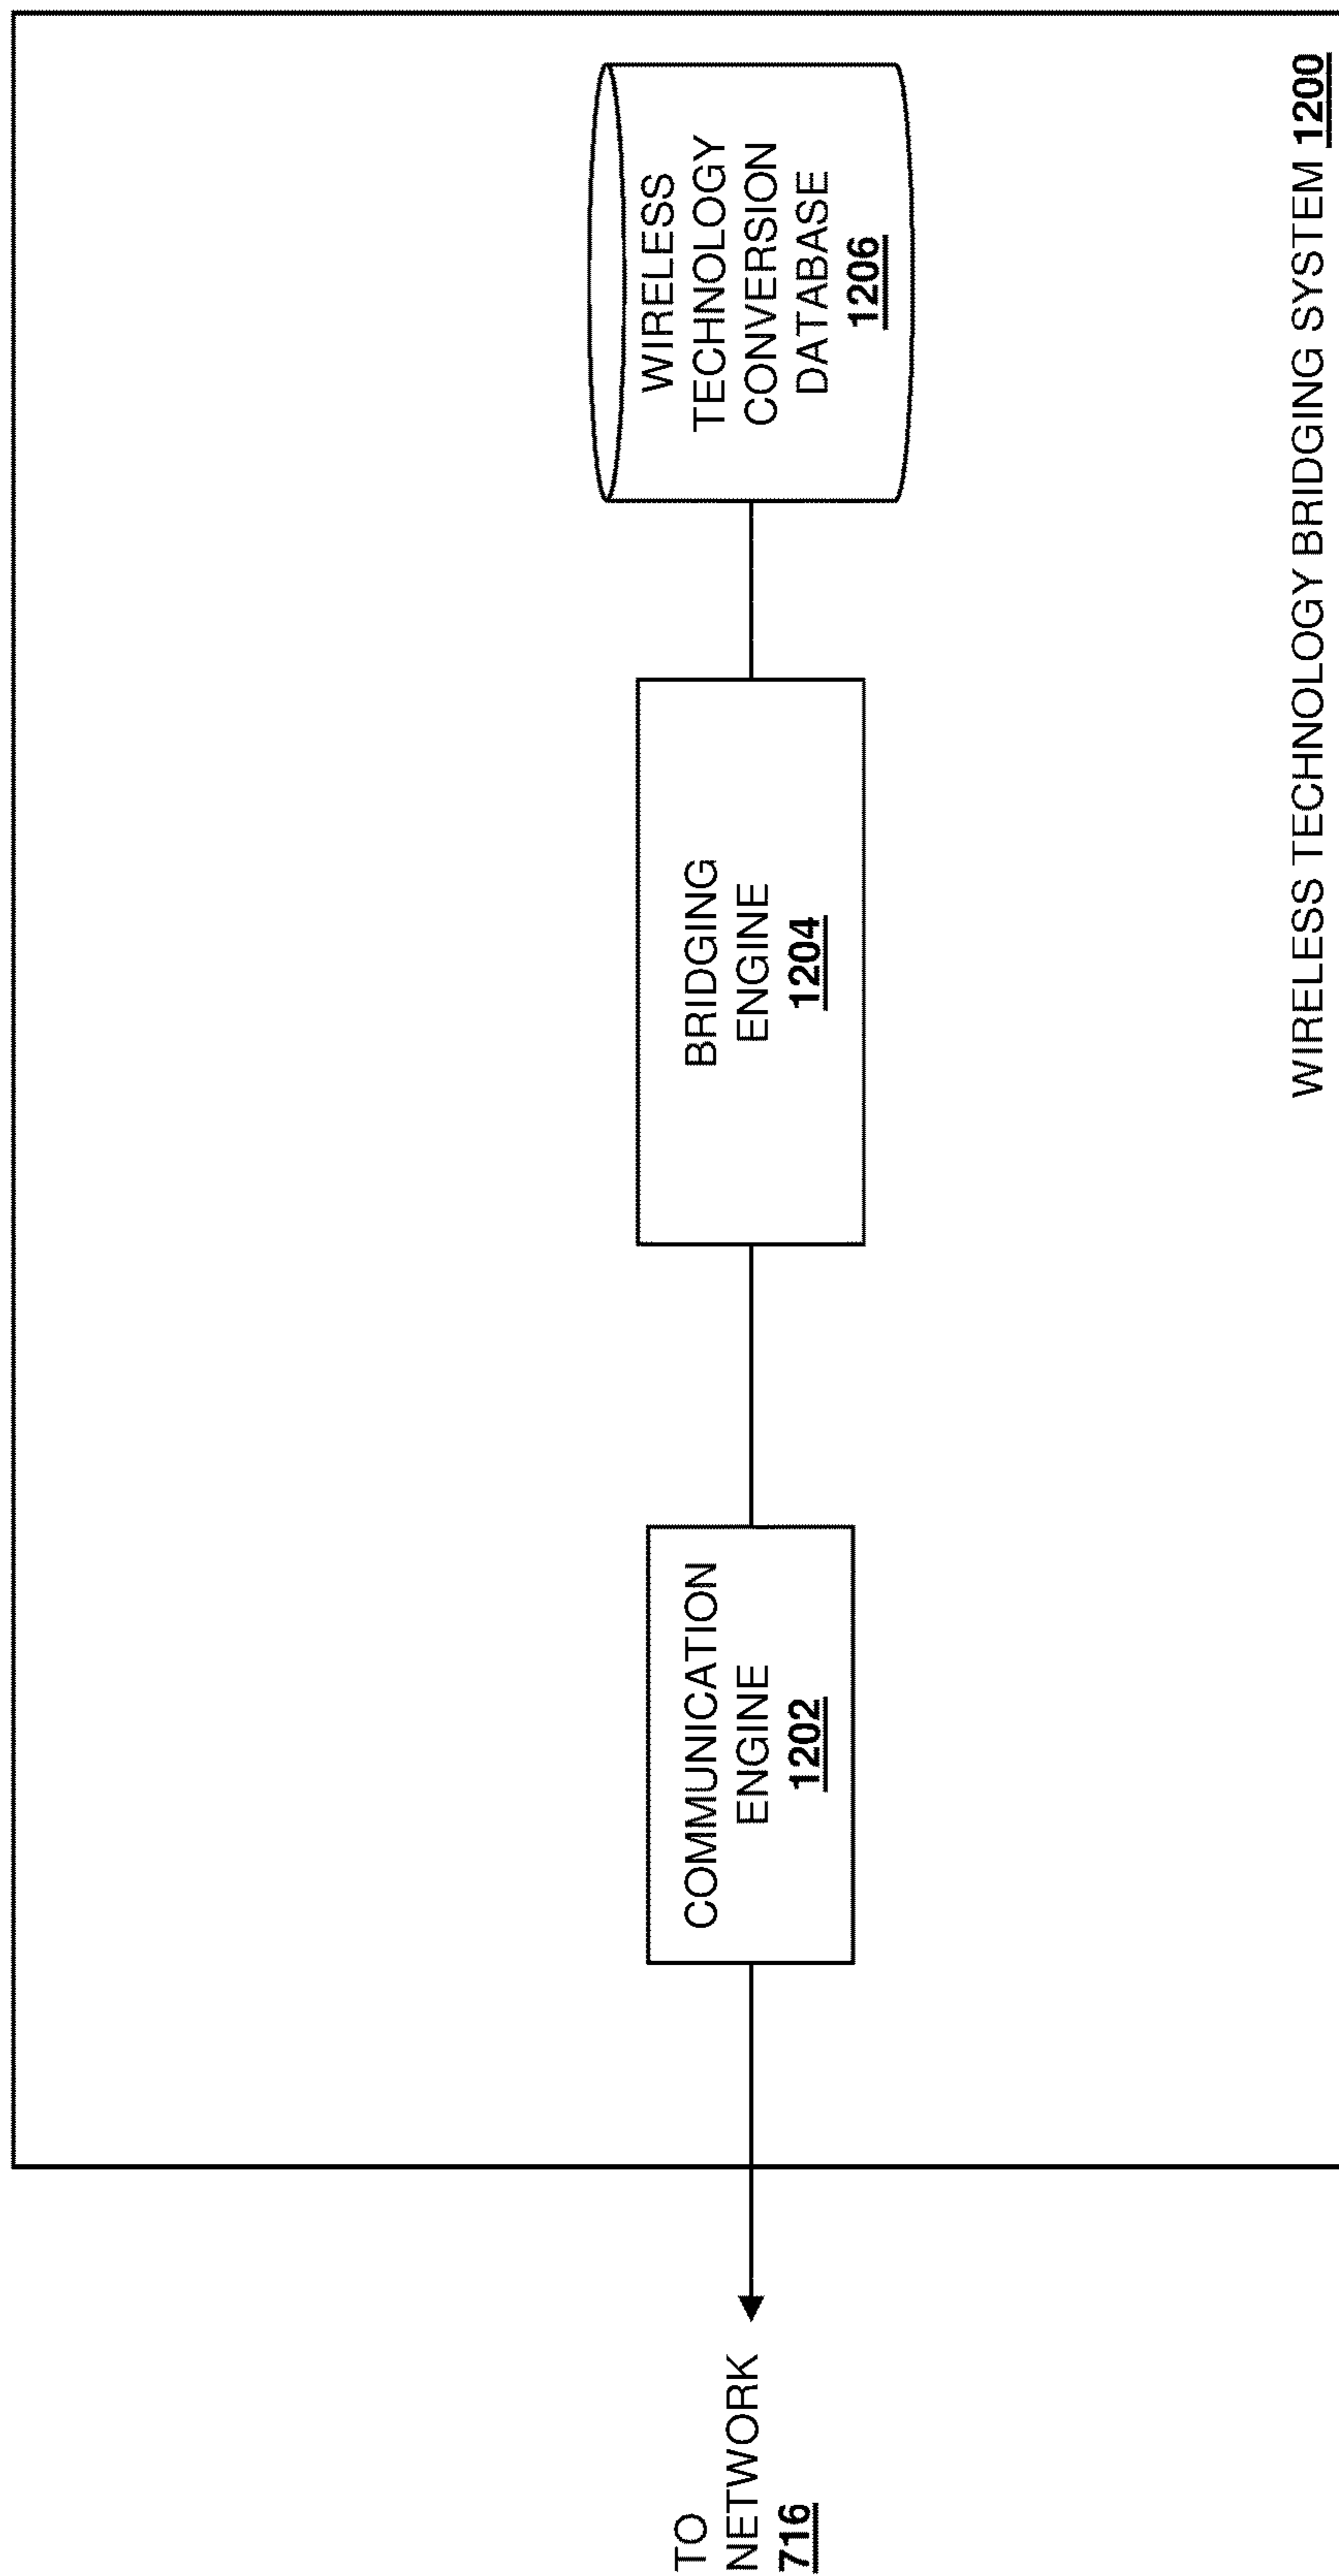 TO
NETWORK
716
COMMUNICATION
ENGINE
1202
BRIDGING
ENGINE
1204
WIRELESS
TECHNOLOGY
CONVERSION
DATABASE
1206
WIRELESS TECHNOLOGY BRIDGING SYSTEM 1200